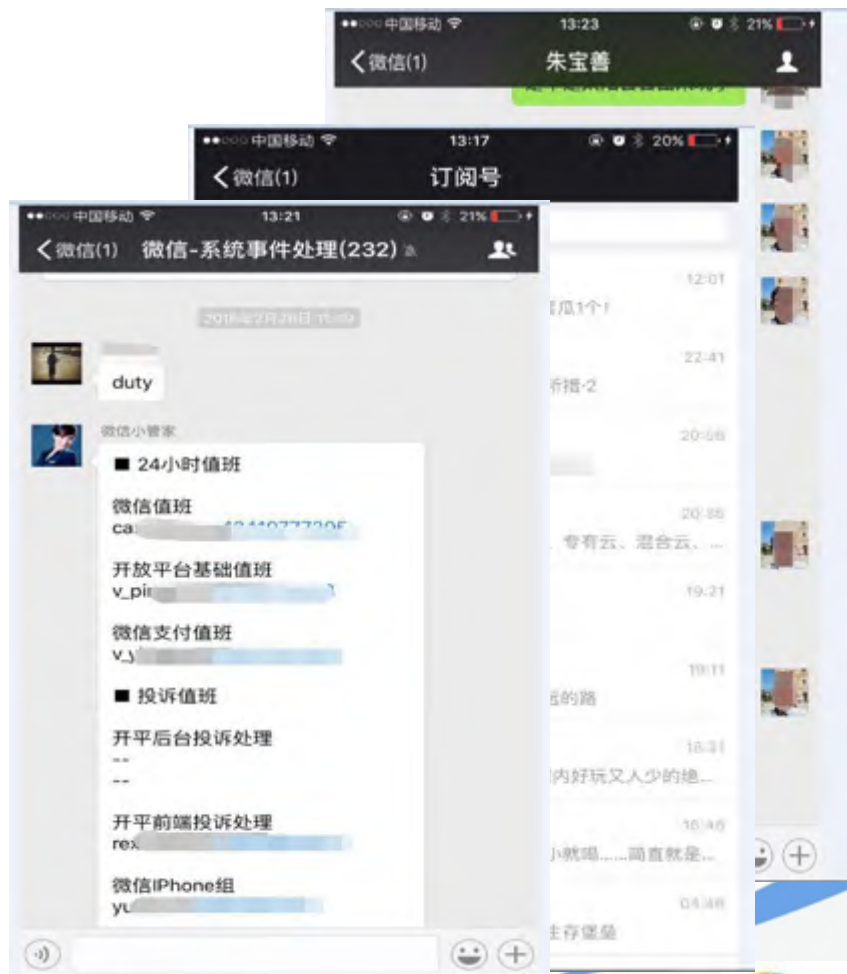 中国移动 13:23 21%
微信(1) 朱宝善
中国移动 13:17 20%
微信(1) 订阅号
12:01
瓜1个!
22:41
折措-2
20:56
专有云、混合云、...
19:21
19:11
远的路
18:31
内好玩又人少的绝...
小就喝……简直就是...
04:46
生存堡垒
中国移动 13:21 21%
微信(1) 微信-系统事件处理(232)
duty
微信小管家
■ 24小时值班
微信值班
ca
开放平台基础值班
v_pi
微信支付值班
v_y
■ 投诉值班
开平后台投诉处理
--
--
开平前端投诉处理
rex
微信IPhone组
yu